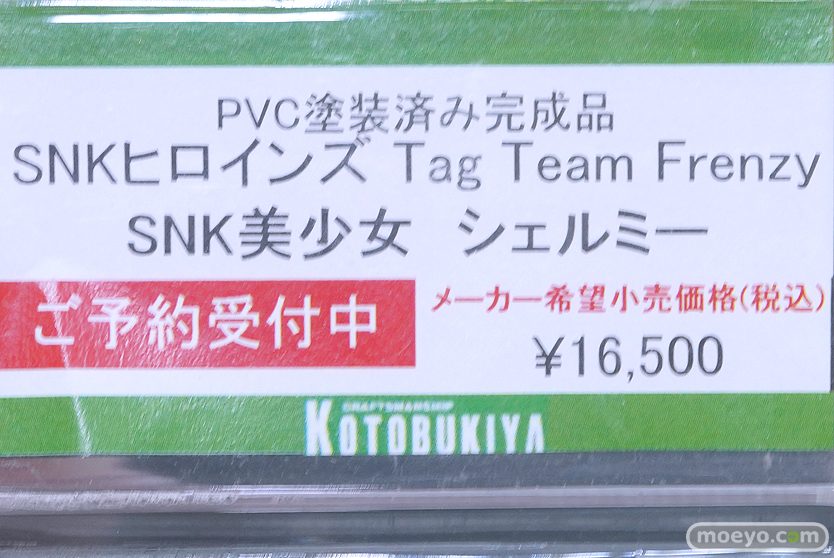 PVC塗装済み完成品
SNKヒロインズ Tag Team Frenzy
SNK美少女 シェルミー
ご予約受付中
メーカー希望小売価格(税込)
¥16,500
CRAFTSMANSHIP
KOTOBUKIYA
moeyo.com